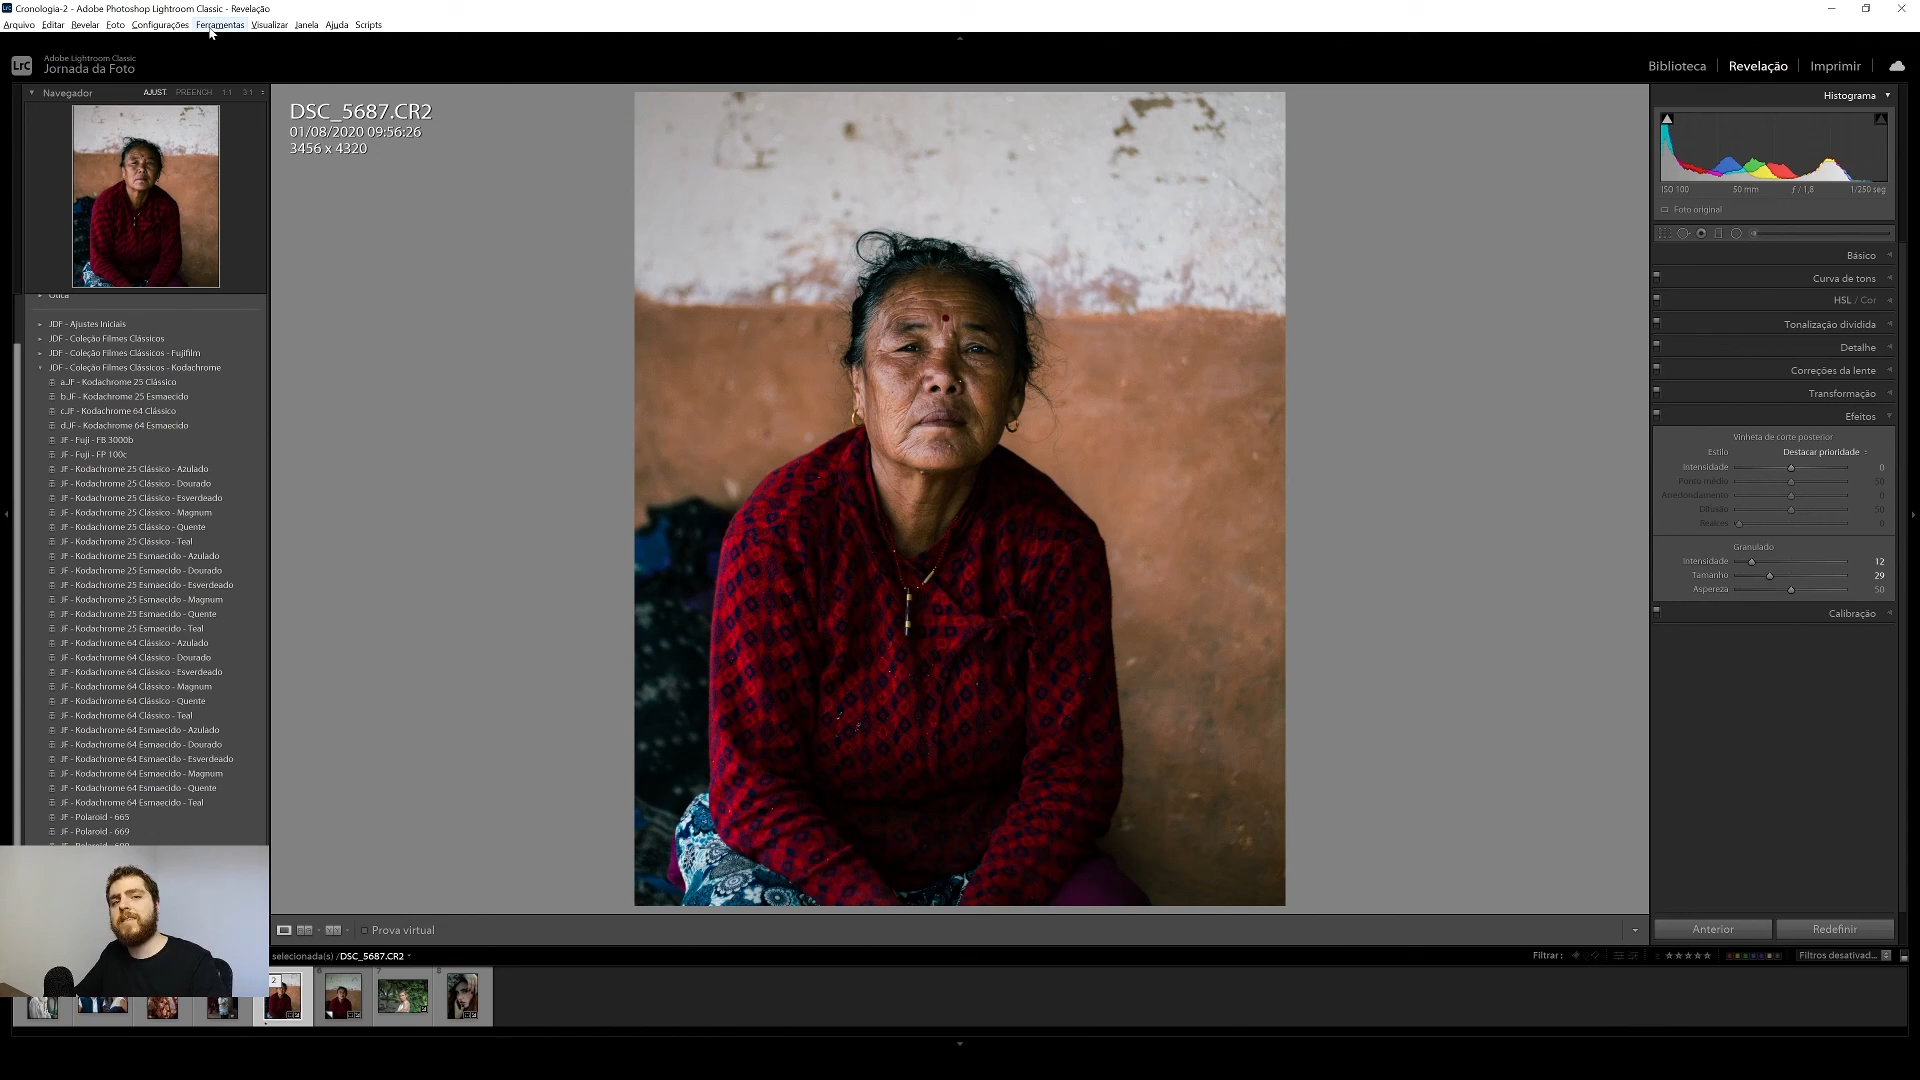 Cronologia-2 - Adobe Photoshop Lightroom Classic - Revelação
Arquivo Editar Revelar Foto Configurações Ferramentas Visualizar Janela Ajuda Scripts
LrC
Adobe Lightroom Classic
Jornada da Foto
Biblioteca | Revelação | Imprimir
Navegador AJUST. PREENCH 1:1 3:1
DSC_5687.CR2
01/08/2020 09:56:26
3456 x 4320
JDF - Ajustes Iniciais
JDF - Coleção Filmes Clássicos
JDF - Coleção Filmes Clássicos - Fujifilm
JDF - Coleção Filmes Clássicos - Kodachrome
a.JF - Kodachrome 25 Clássico
b.JF - Kodachrome 25 Esmaecido
c.JF - Kodachrome 64 Clássico
d.JF - Kodachrome 64 Esmaecido
JF - Fuji - FB 3000b
JF - Fuji - FP 100c
JF - Kodachrome 25 Clássico - Azulado
JF - Kodachrome 25 Clássico - Dourado
JF - Kodachrome 25 Clássico - Esverdeado
JF - Kodachrome 25 Clássico - Magnum
JF - Kodachrome 25 Clássico - Quente
JF - Kodachrome 25 Clássico - Teal
JF - Kodachrome 25 Esmaecido - Azulado
JF - Kodachrome 25 Esmaecido - Dourado
JF - Kodachrome 25 Esmaecido - Esverdeado
JF - Kodachrome 25 Esmaecido - Magnum
JF - Kodachrome 25 Esmaecido - Quente
JF - Kodachrome 25 Esmaecido - Teal
JF - Kodachrome 64 Clássico - Azulado
JF - Kodachrome 64 Clássico - Dourado
JF - Kodachrome 64 Clássico - Esverdeado
JF - Kodachrome 64 Clássico - Magnum
JF - Kodachrome 64 Clássico - Quente
JF - Kodachrome 64 Clássico - Teal
JF - Kodachrome 64 Esmaecido - Azulado
JF - Kodachrome 64 Esmaecido - Dourado
JF - Kodachrome 64 Esmaecido - Esverdeado
JF - Kodachrome 64 Esmaecido - Magnum
JF - Kodachrome 64 Esmaecido - Quente
JF - Kodachrome 64 Esmaecido - Teal
JF - Polaroid - 665
JF - Polaroid - 669
Histograma
ISO 100 50 mm ƒ / 1,8 1/250 seg
Foto original
Básico
Curva de tons
HSL / Cor
Tonalização dividida
Detalhe
Correções da lente
Transformação
Efeitos
Vinheta de corte posterior
Estilo Destacar prioridade
Intensidade 0
Ponto médio 50
Arredondamento 0
Difusão 50
Realces 0
Granulado
Intensidade 12
Tamanho 29
Aspereza 50
Calibração
Anterior Redefinir
Prova virtual
selecionada(s) /DSC_5687.CR2
Filtrar: Filtros desativad...
2
6 7 8